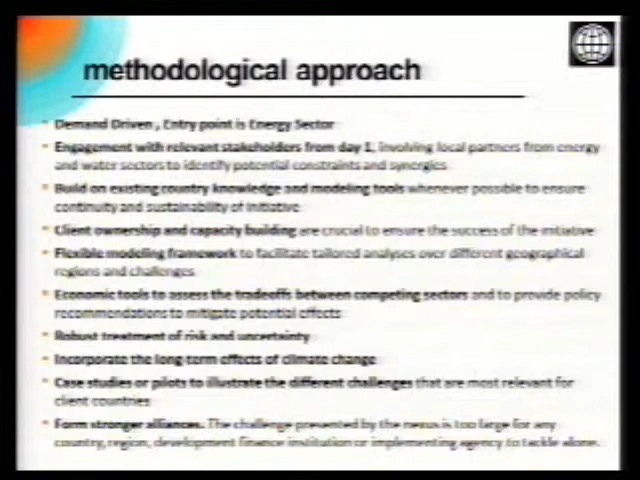 methodological approach
Demand Driven , Entry point is Energy Sector
Engagement with relevant stakeholders from day 1, involving local partners from energy
and water sectors to identify potential constraints and synergies
Build on existing country knowledge and modeling tools whenever possible to ensure
continuity and sustainability of initiative
Client ownership and capacity building are crucial to ensure the success of the initiative
Flexible modeling framework to facilitate tailored analyses over different geographical
regions and challenges
Economic tools to assess the tradeoffs between competing sectors and to provide policy
recommendations to mitigate potential effects
Robust treatment of risk and uncertainty
Incorporate the long-term effects of climate change
Case studies or pilots to illustrate the different challenges that are most relevant for
client countries
Form stronger alliances. The challenge presented by the nexus is too large for any
country, region, development finance institution or implementing agency to tackle alone.